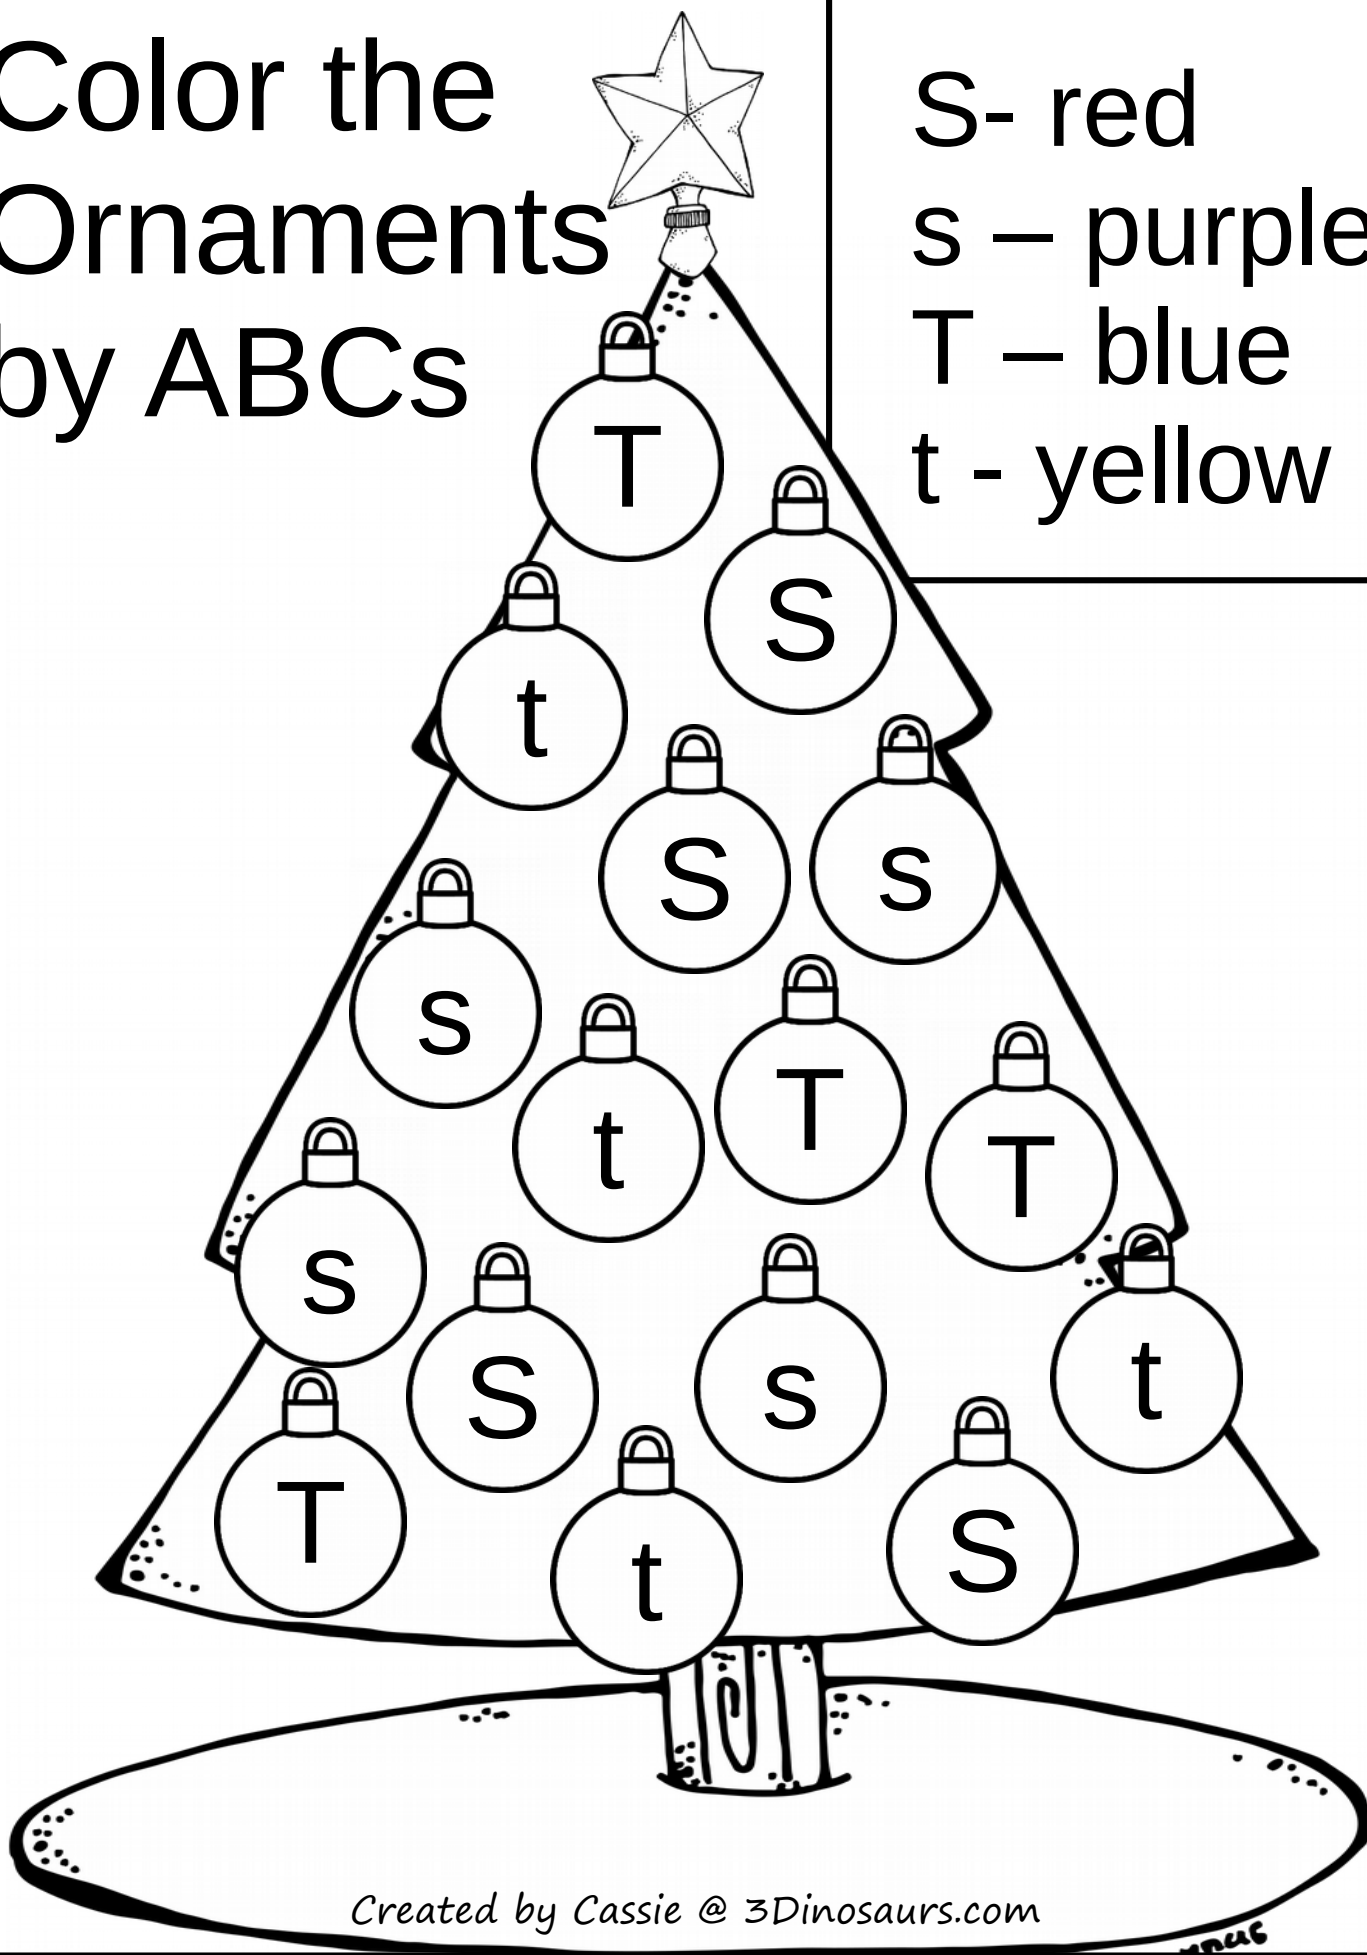 Color the
Ornaments
by ABCs
S- red
s – purple
T – blue
t - yellow
T
S
t
S
s
s
t
T
T
s
S
s
t
T
t
S
Created by Cassie @ 3Dinosaurs.com